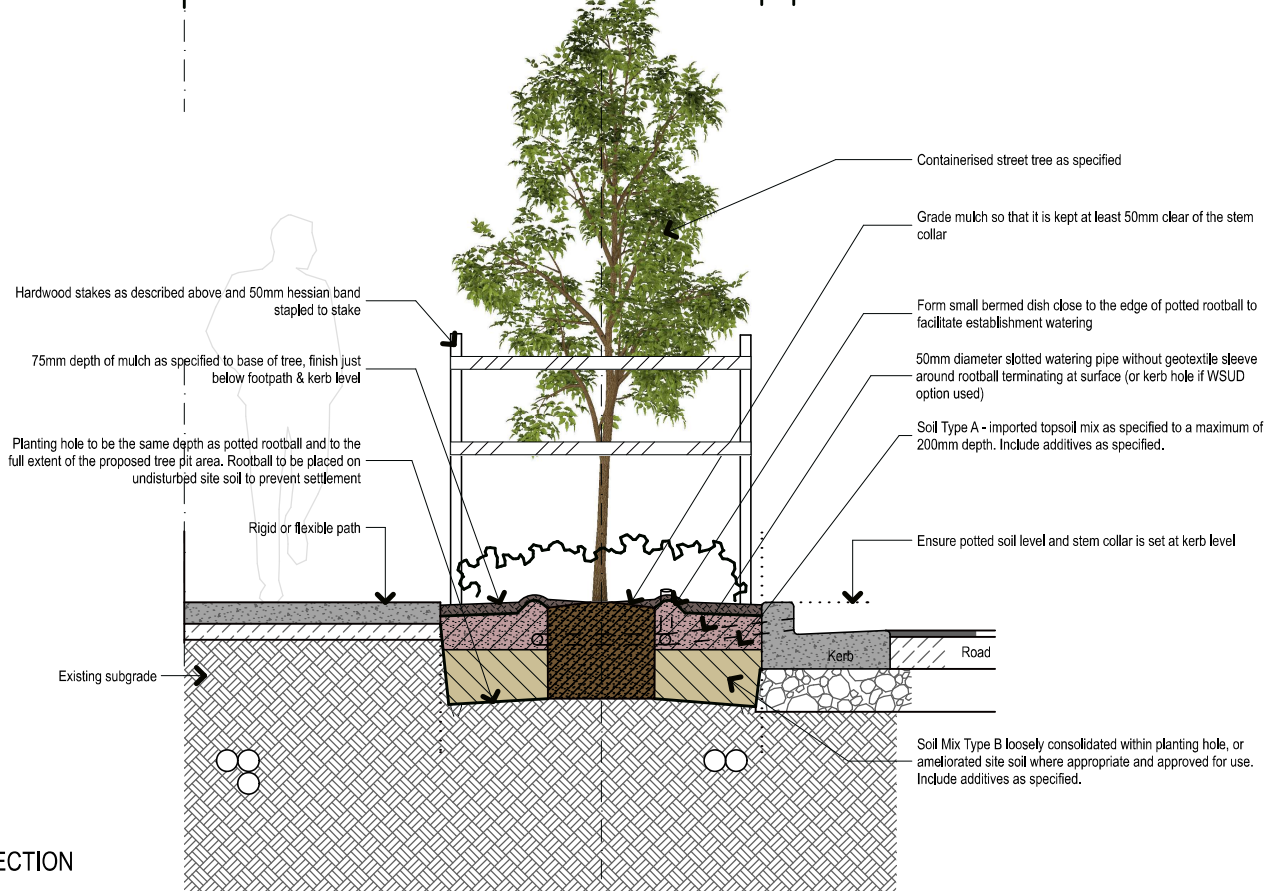 Containerised street tree as specified
Grade mulch so that it is kept at least 50mm clear of the stem
collar
Hardwood stakes as described above and 50mm hessian band
stapled to stake
Form small bermed dish close to the edge of potted rootball to
facilitate establishment watering
75mm depth of mulch as specified to base of tree, finish just
below footpath & kerb level
50mm diameter slotted watering pipe without geotextile sleeve
around rootball terminating at surface (or kerb hole if WSUD
option used)
Planting hole to be the same depth as potted rootball and to the
full extent of the proposed tree pit area. Rootball to be placed on
undisturbed site soil to prevent settlement
Soil Type A - imported topsoil mix as specified to a maximum of
200mm depth. Include additives as specified.
Rigid or flexible path
Ensure potted soil level and stem collar is set at kerb level
Kerb
Road
Existing subgrade
Soil Mix Type B loosely consolidated within planting hole, or
ameliorated site soil where appropriate and approved for use.
Include additives as specified.
ECTION